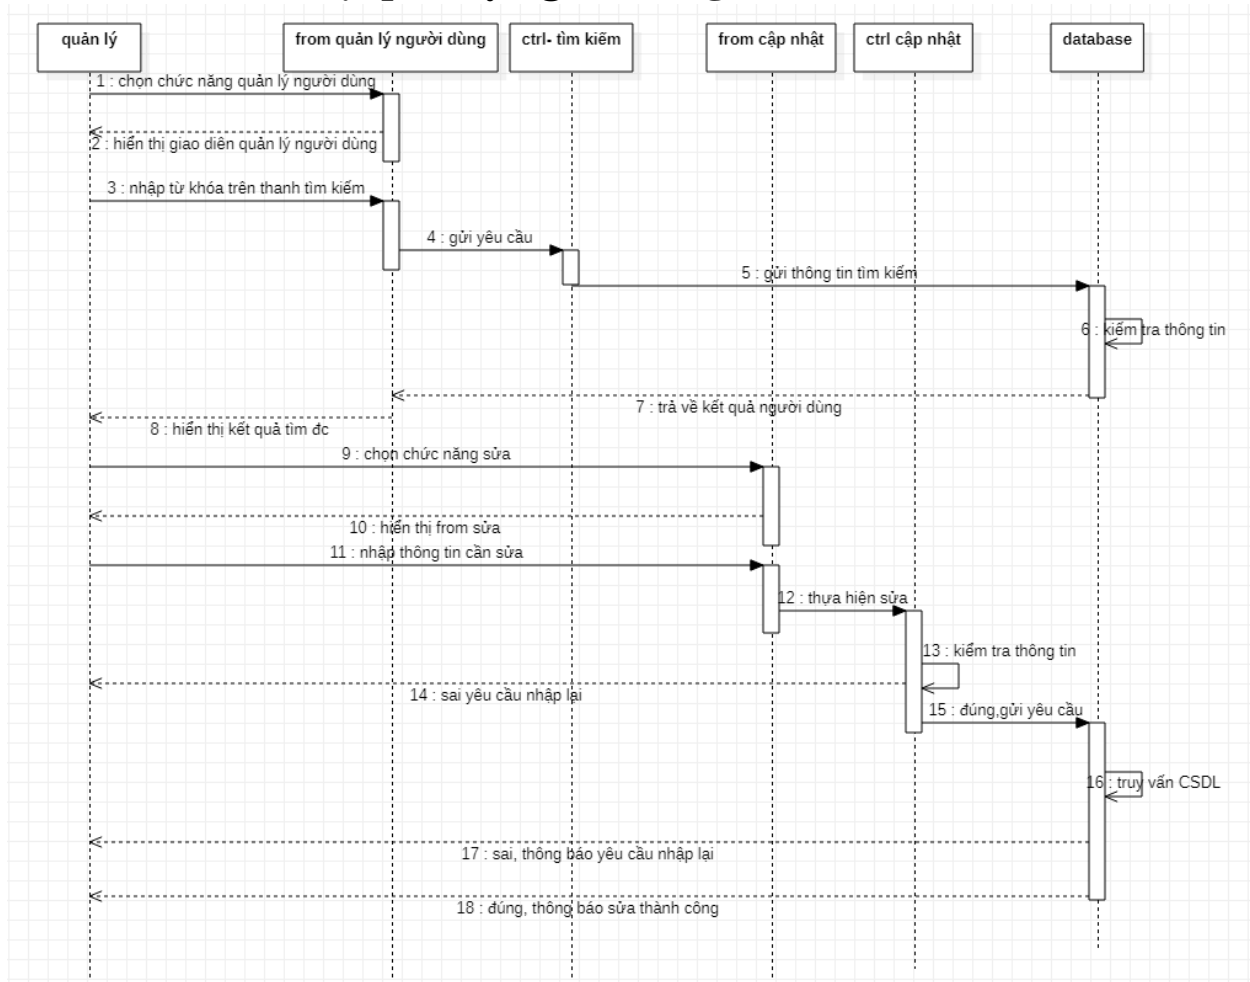 quản lý
from quản lý người dùng
ctrl- tìm kiếm
from cập nhật
ctrl cập nhật
database
1 : chọn chức năng quản lý người dùng
2 : hiển thị giao diên quản lý người dùng
3 : nhập từ khóa trên thanh tìm kiếm
4 : gửi yêu cầu
5 : gửi thông tin tìm kiếm
6 : kiếm tra thông tin
7 : trả về kết quả người dùng
8 : hiển thị kết quả tìm đc
9 : chọn chức năng sửa
10 : hiển thị from sửa
11 : nhập thông tin cần sửa
12 : thựa hiện sửa
13 : kiểm tra thông tin
14 : sai yêu cầu nhập lại
15 : đúng,gửi yêu cầu
16 : truy vấn CSDL
17 : sai, thông báo yêu cầu nhập lại
18 : đúng, thông báo sửa thành công